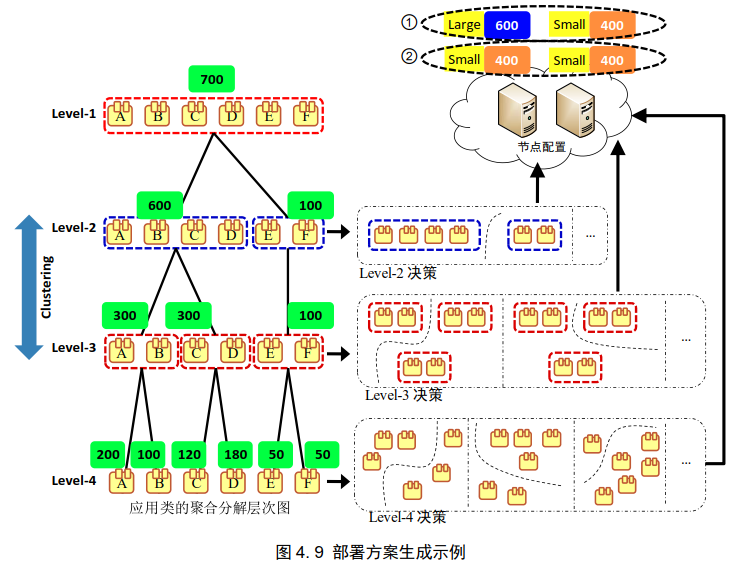 ① Large 600 Small 400
② Small 400 Small 400
节点配置
700
Level-1 A B C D E F
600 100
Level-2 A B C D E F
...
Level-2 决策
Clustering
300 300 100
Level-3 A B C D E F
...
Level-3 决策
200 100 120 180 50 50
Level-4 A B C D E F
...
Level-4 决策
应用类的聚合分解层次图
图 4.9 部署方案生成示例